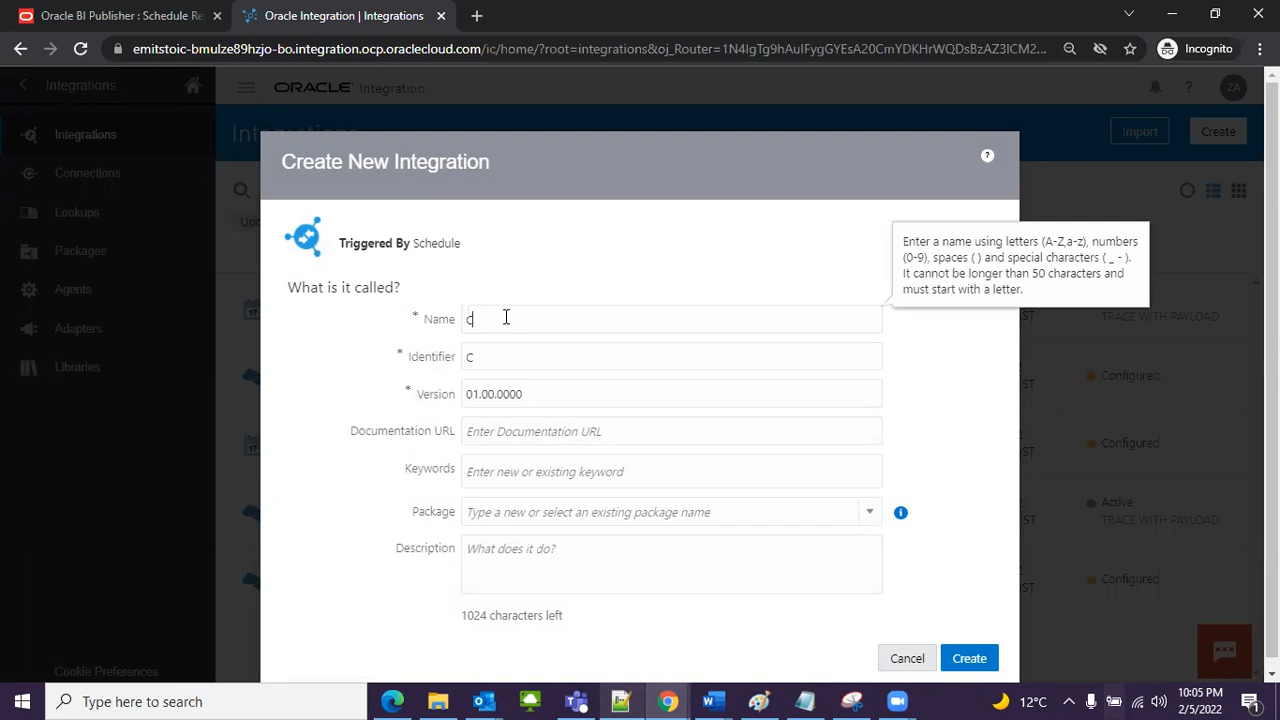 Oracle BI Publisher : Schedule Re
Oracle Integration | Integrations
emitstoic-bmulze89hzjo-bo.integration.ocp.oraclecloud.com/ic/home/?root=integrations&oj_Router=1N4IgTg9hAuIFygGYEsA20CmYDKHrWQDsBzAZ3ICM2...
Incognito
Integrations
ORACLE Integration
ZA
Integrations
Import
Create
Integrations
Connections
Lookups
Packages
Agents
Adapters
Libraries
Cookie Preferences
Create New Integration
?
Triggered By Schedule
What is it called?
* Name C
* Identifier C
* Version 01.00.0000
Documentation URL Enter Documentation URL
Keywords Enter new or existing keyword
Package Type a new or select an existing package name
Description What does it do?
1024 characters left
Cancel
Create
Enter a name using letters (A-Z,a-z), numbers
(0-9), spaces ( ) and special characters ( _ - ).
It cannot be longer than 50 characters and
must start with a letter.
TRACE WITH PAYLOAD
Configured
Configured
Active
TRACE WITH PAYLOAD
Configured
Type here to search
12°C
10:05 PM
2/5/2022